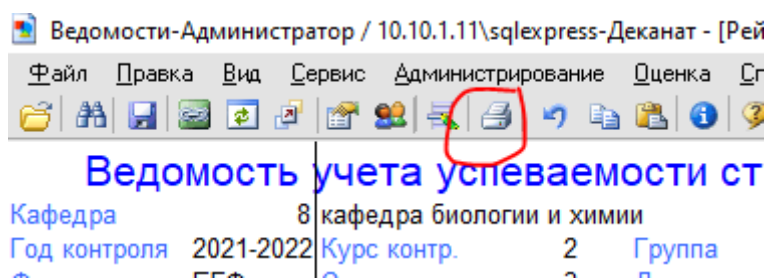 Ведомости-Администратор / 10.10.1.11\sqlexpress-Деканат - [Рей
Файл Правка Вид Сервис Администрирование Оценка
Ведомость учета успеваемости ст
Кафедра 8 кафедра биологии и химии
Год контроля 2021-2022 Курс контр. 2 Группа